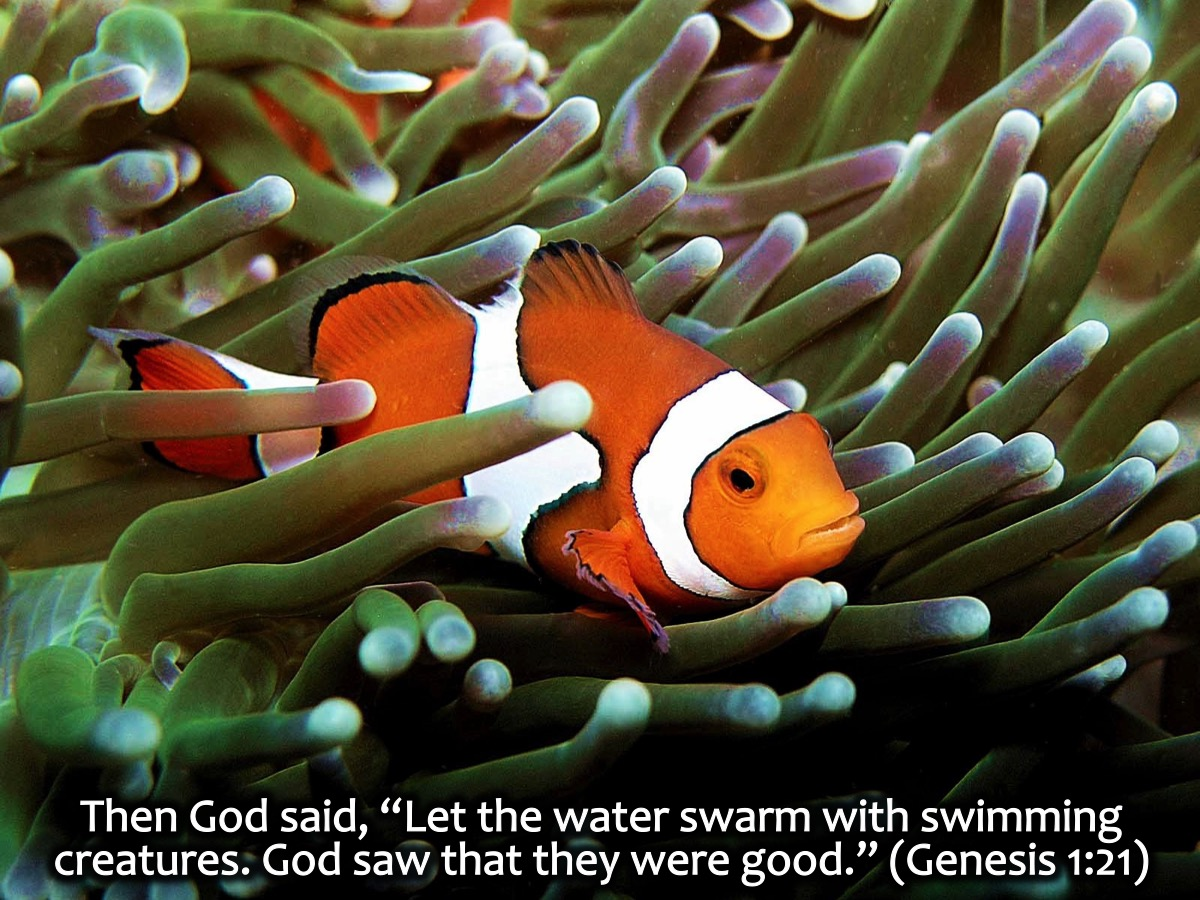 Then God said, “Let the water swarm with swimming
creatures. God saw that they were good.” (Genesis 1:21)